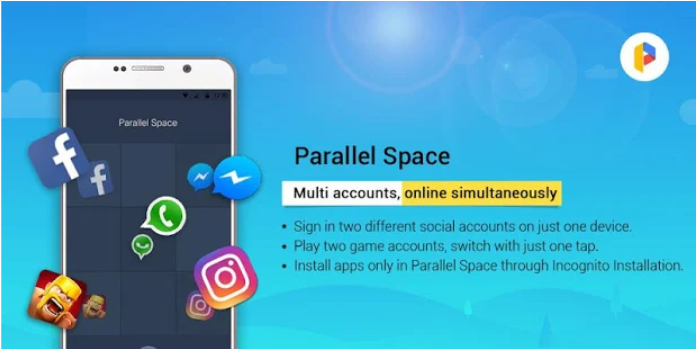 Parallel Space
Parallel Space
Multi accounts, online simultaneously
• Sign in two different social accounts on just one device.
• Play two game accounts, switch with just one tap.
• Install apps only in Parallel Space through Incognito Installation.